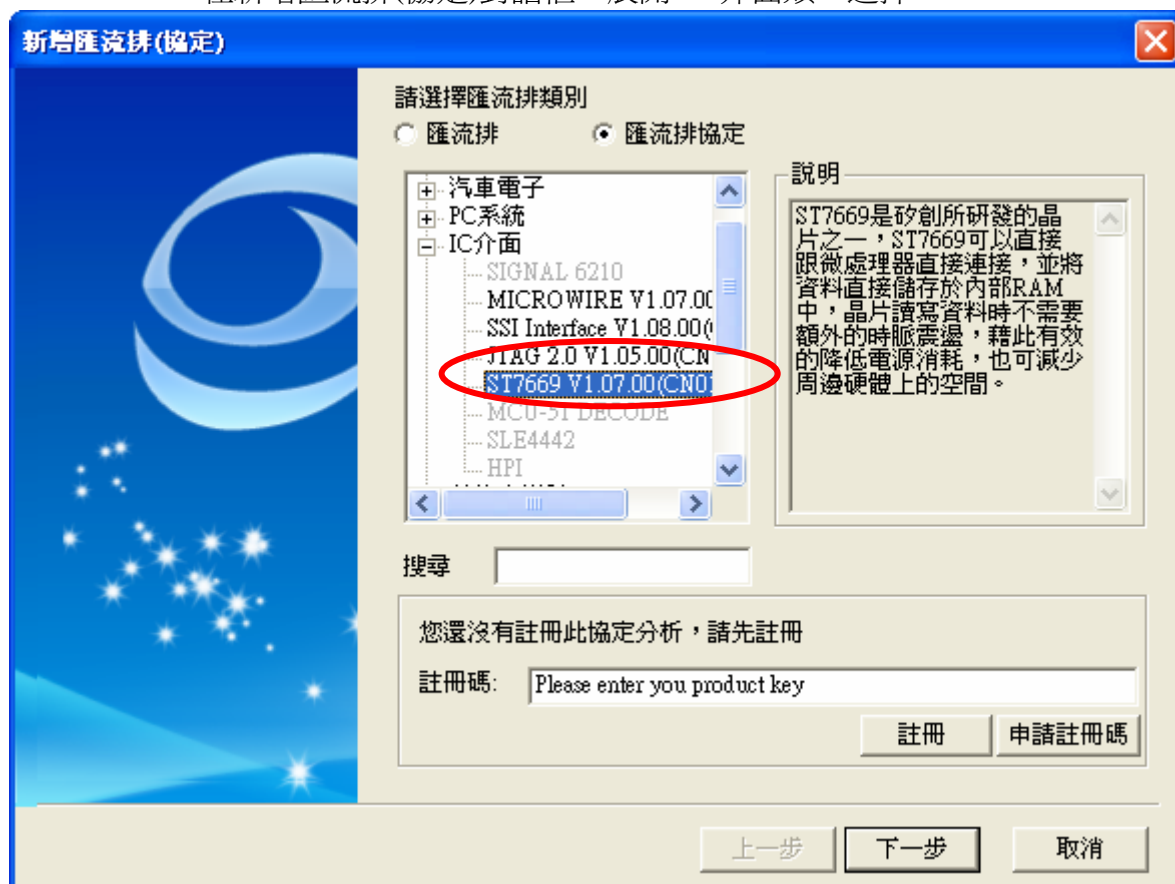 新增匯流排(協定)
請選擇匯流排類別
匯流排
匯流排協定
汽車電子
PC系統
IC介面
SIGNAL 6210
MICROWIRE V1.07.00
SSI Interface V1.08.00(
JTAG 2.0 V1.05.00(CN
ST7669 V1.07.00(CN0
MCU-51 DECODE
SLE4442
HPI
說明
ST7669是矽創所研發的晶
片之一，ST7669可以直接
跟微處理器直接連接，並將
資料直接儲存於內部RAM
中，晶片讀寫資料時不需要
額外的時脈震盪，藉此有效
的降低電源消耗，也可減少
周邊硬體上的空間。
搜尋
您還沒有註冊此協定分析，請先註冊
註冊碼:
Please enter you product key
註冊
申請註冊碼
上一步
下一步
取消